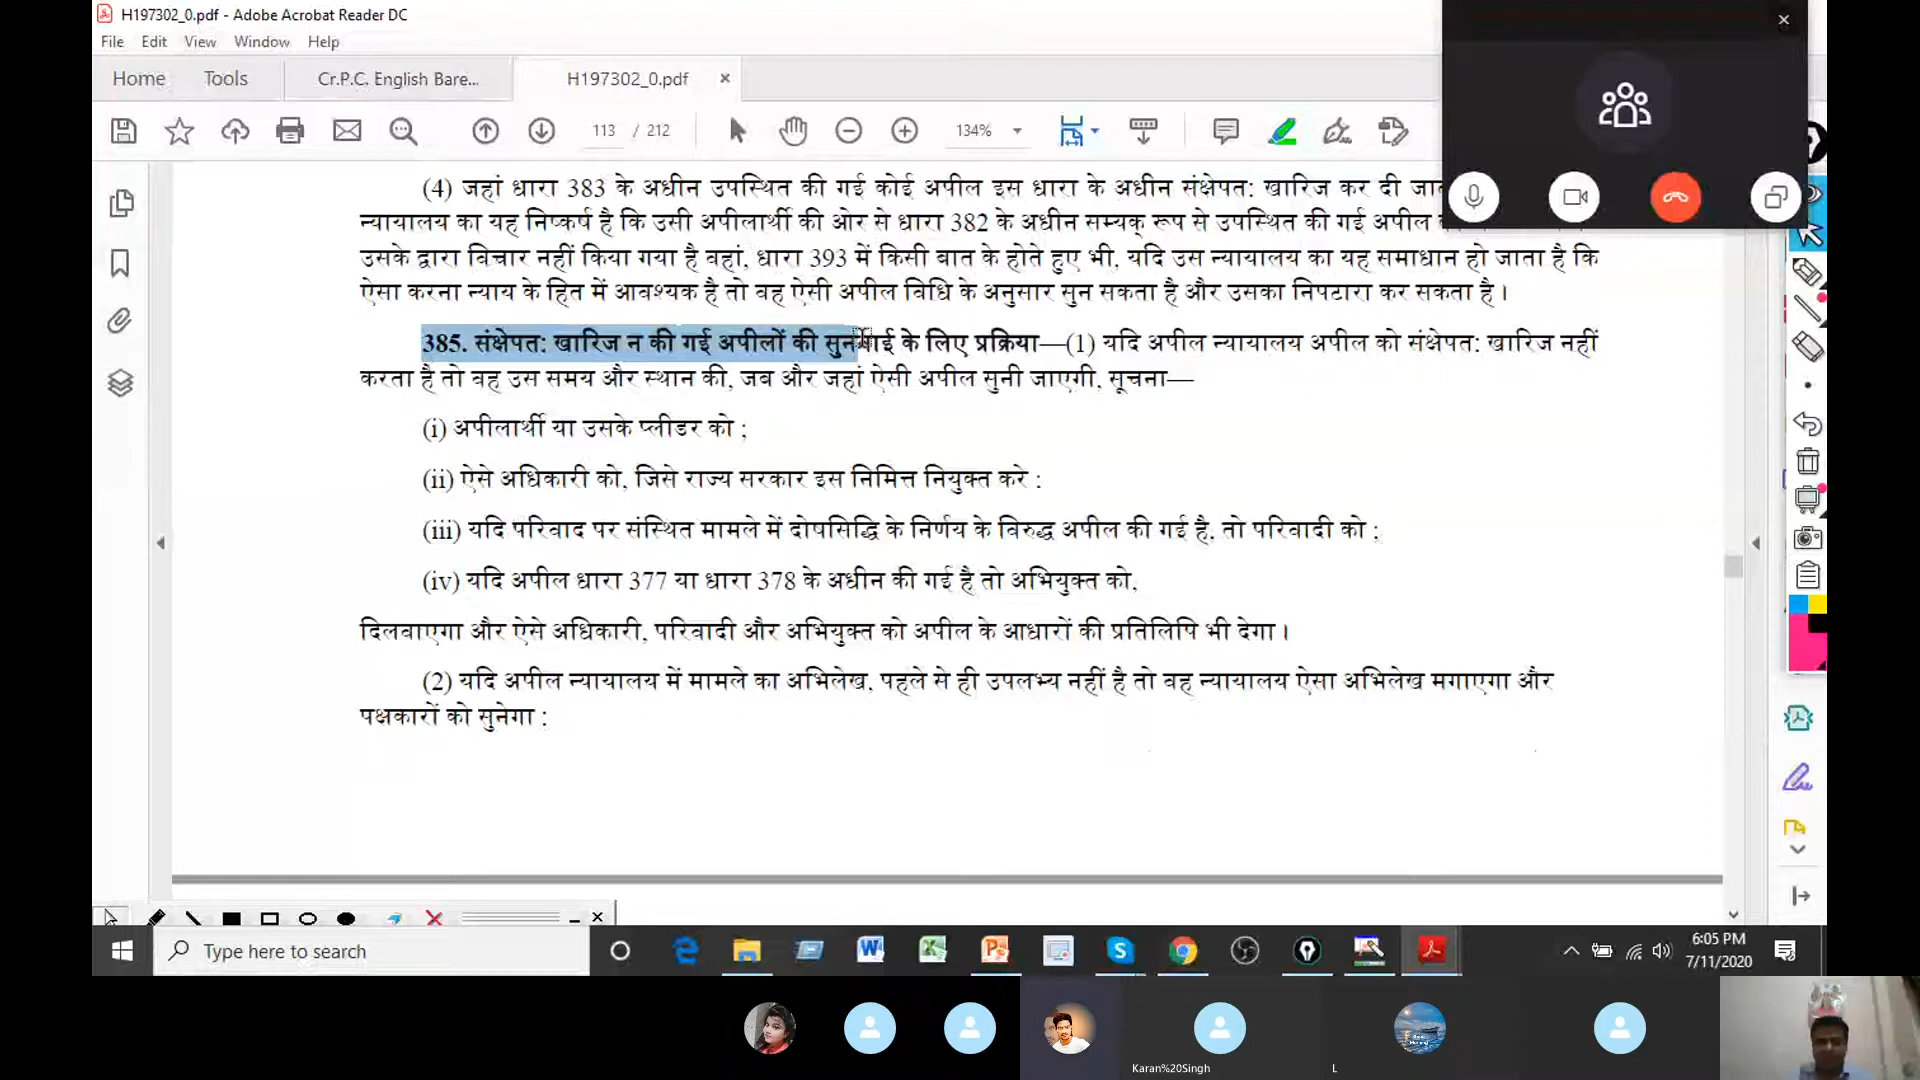 H197302_0.pdf - Adobe Acrobat Reader DC
File Edit View Window Help
Home Tools Cr.P.C. English Bare... H197302_0.pdf
113 / 212 134%
(4) जहां धारा 383 के अधीन उपस्थित की गई कोई अपील इस धारा के अधीन संक्षेपत: खारिज कर दी
न्यायालय का यह निष्कर्ष है कि उसी अपीलार्थी की ओर से धारा 382 के अधीन सम्यक् रूप से उपस्थित की गई अपील
उसके द्वारा विचार नहीं किया गया है वहां, धारा 393 में किसी बात के होते हुए भी, यदि उस न्यायालय का यह समाधान हो जाता है कि
ऐसा करना न्याय के हित में आवश्यक है तो वह ऐसी अपील विधि के अनुसार सुन सकता है और उसका निपटारा कर सकता है ।
385. संक्षेपत: खारिज न की गई अपीलों की सुनवाई के लिए प्रक्रिया—(1) यदि अपील न्यायालय अपील को संक्षेपत: खारिज नहीं
करता है तो वह उस समय और स्थान की, जब और जहां ऐसी अपील सुनी जाएगी, सूचना—
(i) अपीलार्थी या उसके प्लीडर को ;
(ii) ऐसे अधिकारी को, जिसे राज्य सरकार इस निमित्त नियुक्त करे ;
(iii) यदि परिवाद पर संस्थित मामले में दोषसिद्धि के निर्णय के विरुद्ध अपील की गई है, तो परिवादी को ;
(iv) यदि अपील धारा 377 या धारा 378 के अधीन की गई है तो अभियुक्त को,
दिलवाएगा और ऐसे अधिकारी, परिवादी और अभियुक्त को अपील के आधारों की प्रतिलिपि भी देगा ।
(2) यदि अपील न्यायालय में मामले का अभिलेख, पहले से ही उपलभ्य नहीं है तो वह न्यायालय ऐसा अभिलेख मगाएगा और
पक्षकारों को सुनेगा :
Type here to search
6:05 PM
7/11/2020
Karan%20Singh L